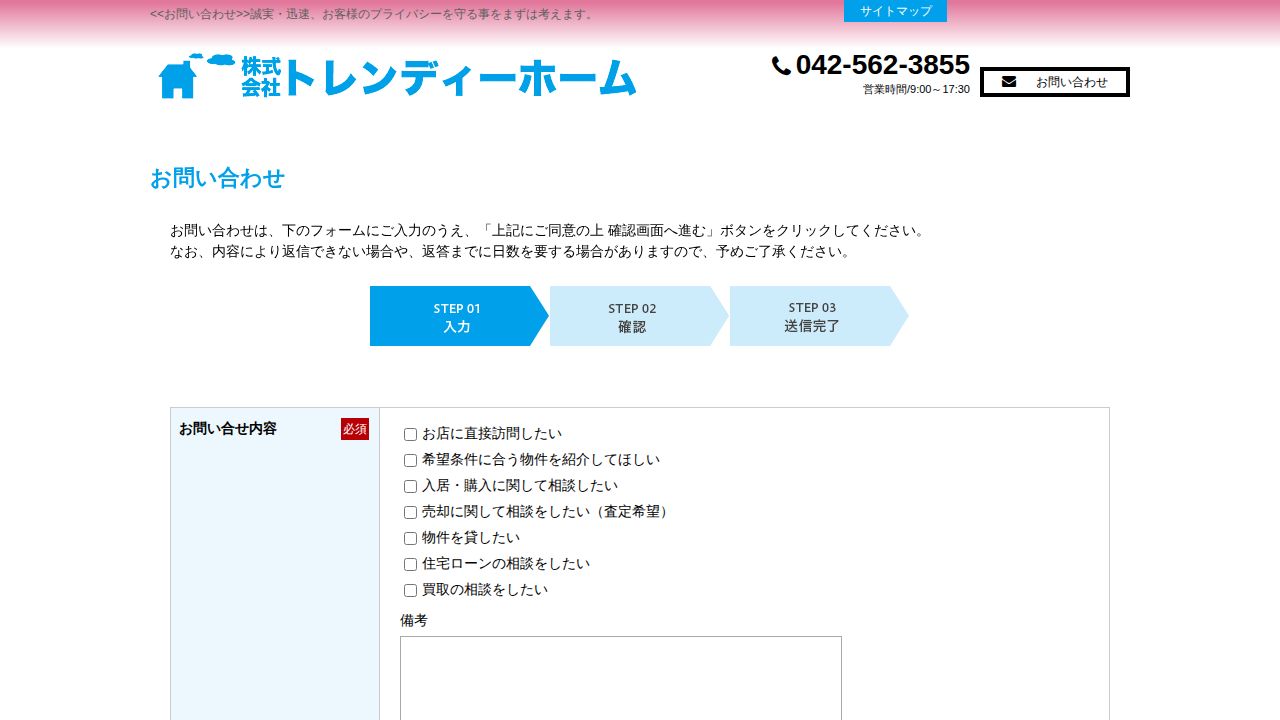 <<お問い合わせ>>誠実・迅速、お客様のプライバシーを守る事をまずは考えます。
サイトマップ
株式会社トレンディーホーム
042-562-3855
営業時間/9:00～17:30
お問い合わせ
お問い合わせ
お問い合わせは、下のフォームにご入力のうえ、「上記にご同意の上 確認画面へ進む」ボタンをクリックしてください。
なお、内容により返信できない場合や、返答までに日数を要する場合がありますので、予めご了承ください。
STEP 01
入力
STEP 02
確認
STEP 03
送信完了
お問い合せ内容
必須
お店に直接訪問したい
希望条件に合う物件を紹介してほしい
入居・購入に関して相談したい
売却に関して相談をしたい（査定希望）
物件を貸したい
住宅ローンの相談をしたい
買取の相談をしたい
備考